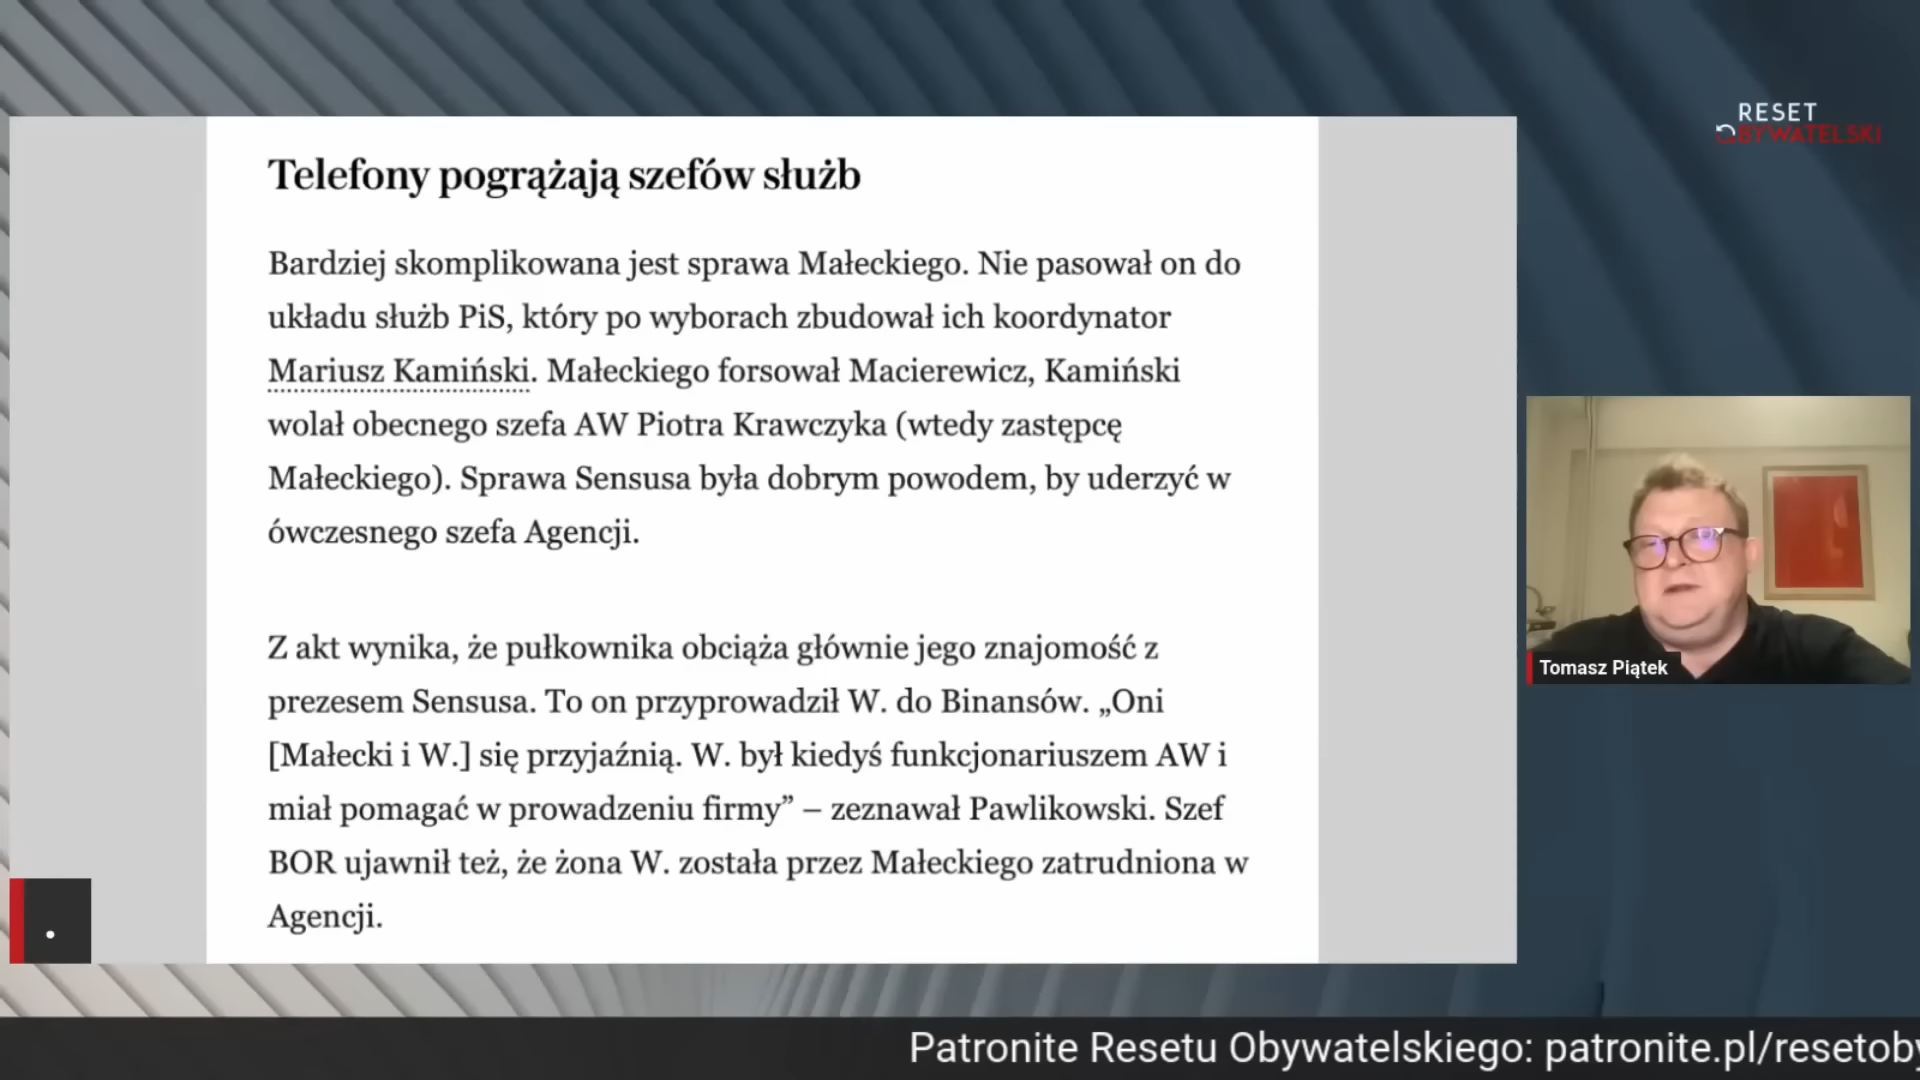 RESET
OBYWATELSKI
Telefony pogrążają szefów służb
Bardziej skomplikowana jest sprawa Małeckiego. Nie pasował on do
układu służb PiS, który po wyborach zbudował ich koordynator
Mariusz Kamiński. Małeckiego forsował Macierewicz, Kamiński
wolał obecnego szefa AW Piotra Krawczyka (wtedy zastępcę
Małeckiego). Sprawa Sensusa była dobrym powodem, by uderzyć w
ówczesnego szefa Agencji.
Z akt wynika, że pułkownika obciąża głównie jego znajomość z
prezesem Sensusa. To on przyprowadził W. do Binansów. „Oni
[Małecki i W.] się przyjaźnią. W. był kiedyś funkcjonariuszem AW i
miał pomagać w prowadzeniu firmy” – zeznawał Pawlikowski. Szef
BOR ujawnił też, że żona W. została przez Małeckiego zatrudniona w
Agencji.
Tomasz Piątek
.
Patronite Resetu Obywatelskiego: patronite.pl/resetoby